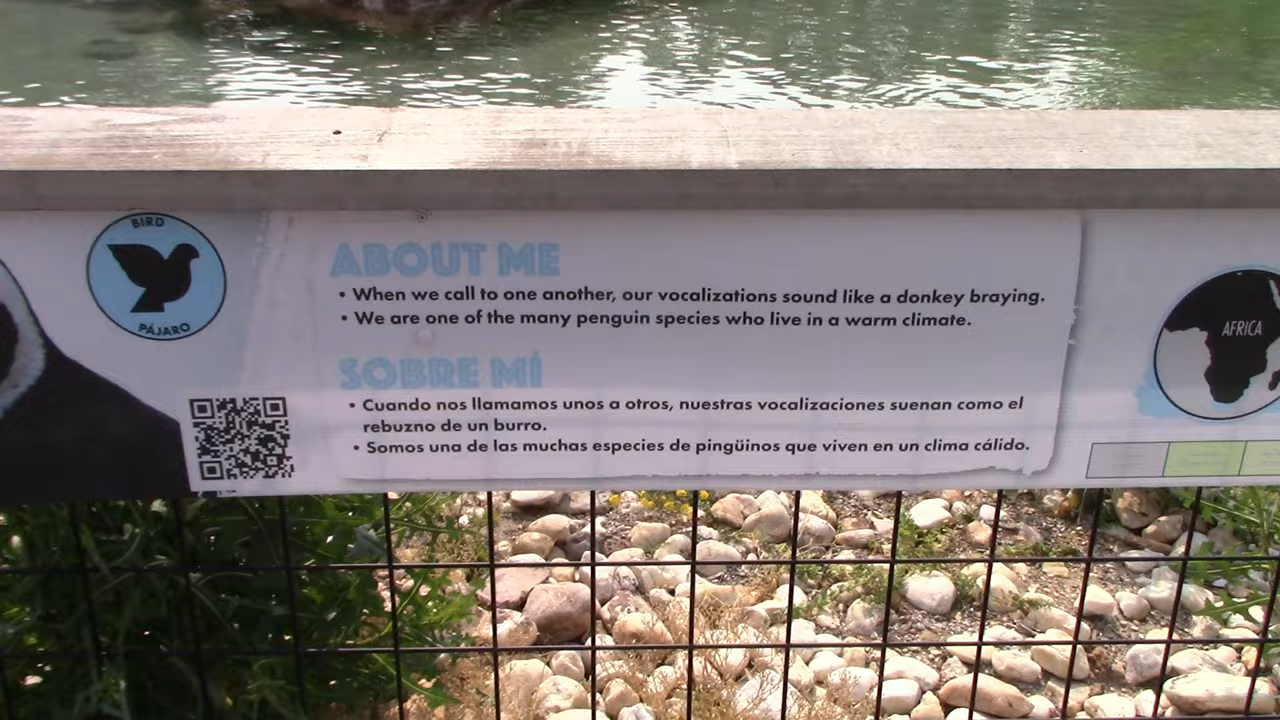 BIRD
PÁJARO
ABOUT ME
• When we call to one another, our vocalizations sound like a donkey braying.
• We are one of the many penguin species who live in a warm climate.
SOBRE MÍ
• Cuando nos llamamos unos a otros, nuestras vocalizaciones suenan como el
rebuzno de un burro.
• Somos una de las muchas especies de pingüinos que viven en un clima cálido.
AFRICA